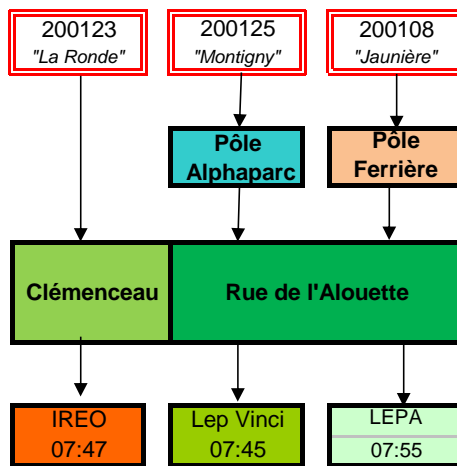 200123
"La Ronde"
200125
"Montigny"
200108
"Jaunière"
Pôle
Alphaparc
Pôle
Ferrière
Clémenceau
Rue de l'Alouette
IREO
07:47
Lep Vinci
07:45
LEPA
07:55